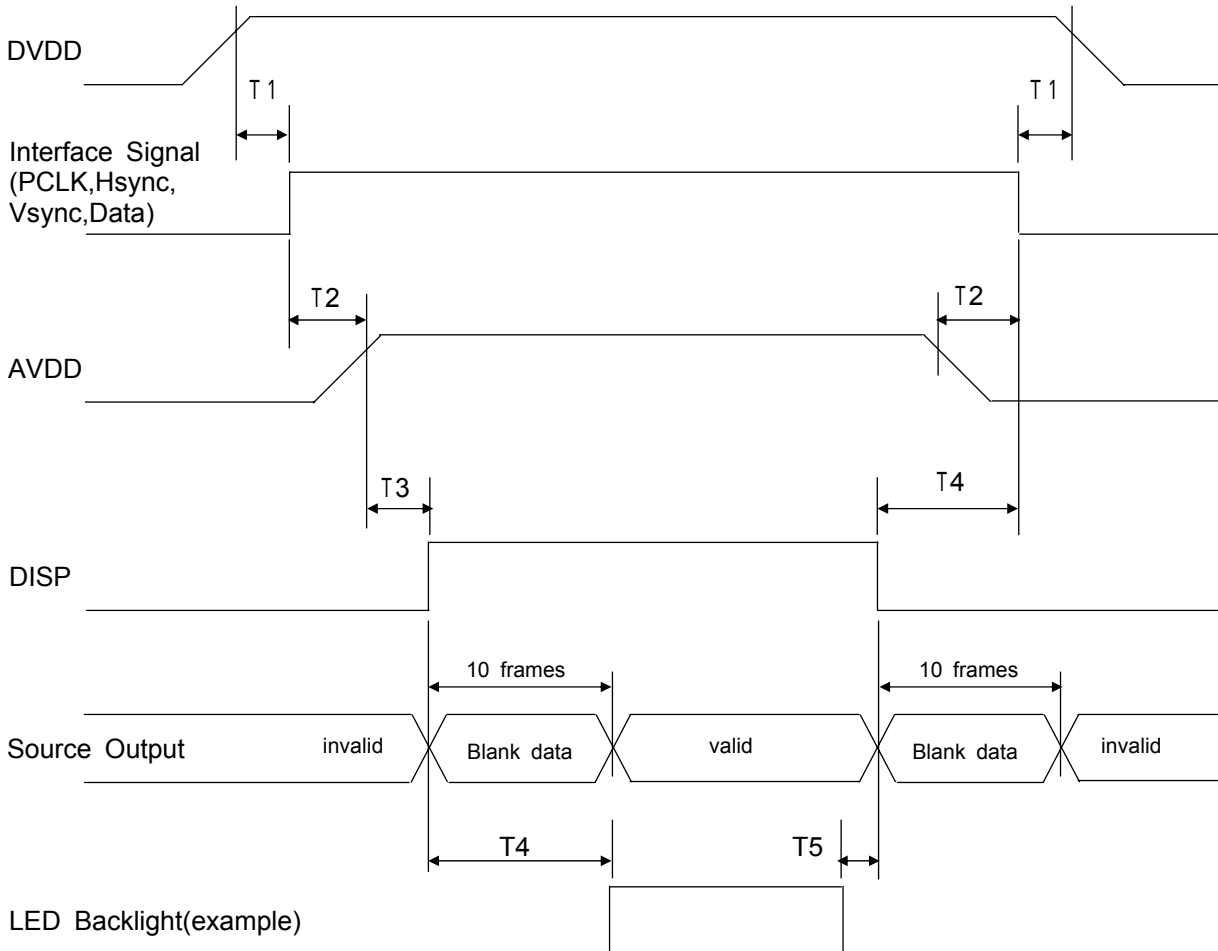 DVDD
T1 T1
Interface Signal
(PCLK,Hsync,
Vsync,Data)
T2 T2
AVDD
T3 T4
DISP
10 frames 10 frames
Source Output invalid Blank data valid Blank data invalid
T4 T5
LED Backlight(example)